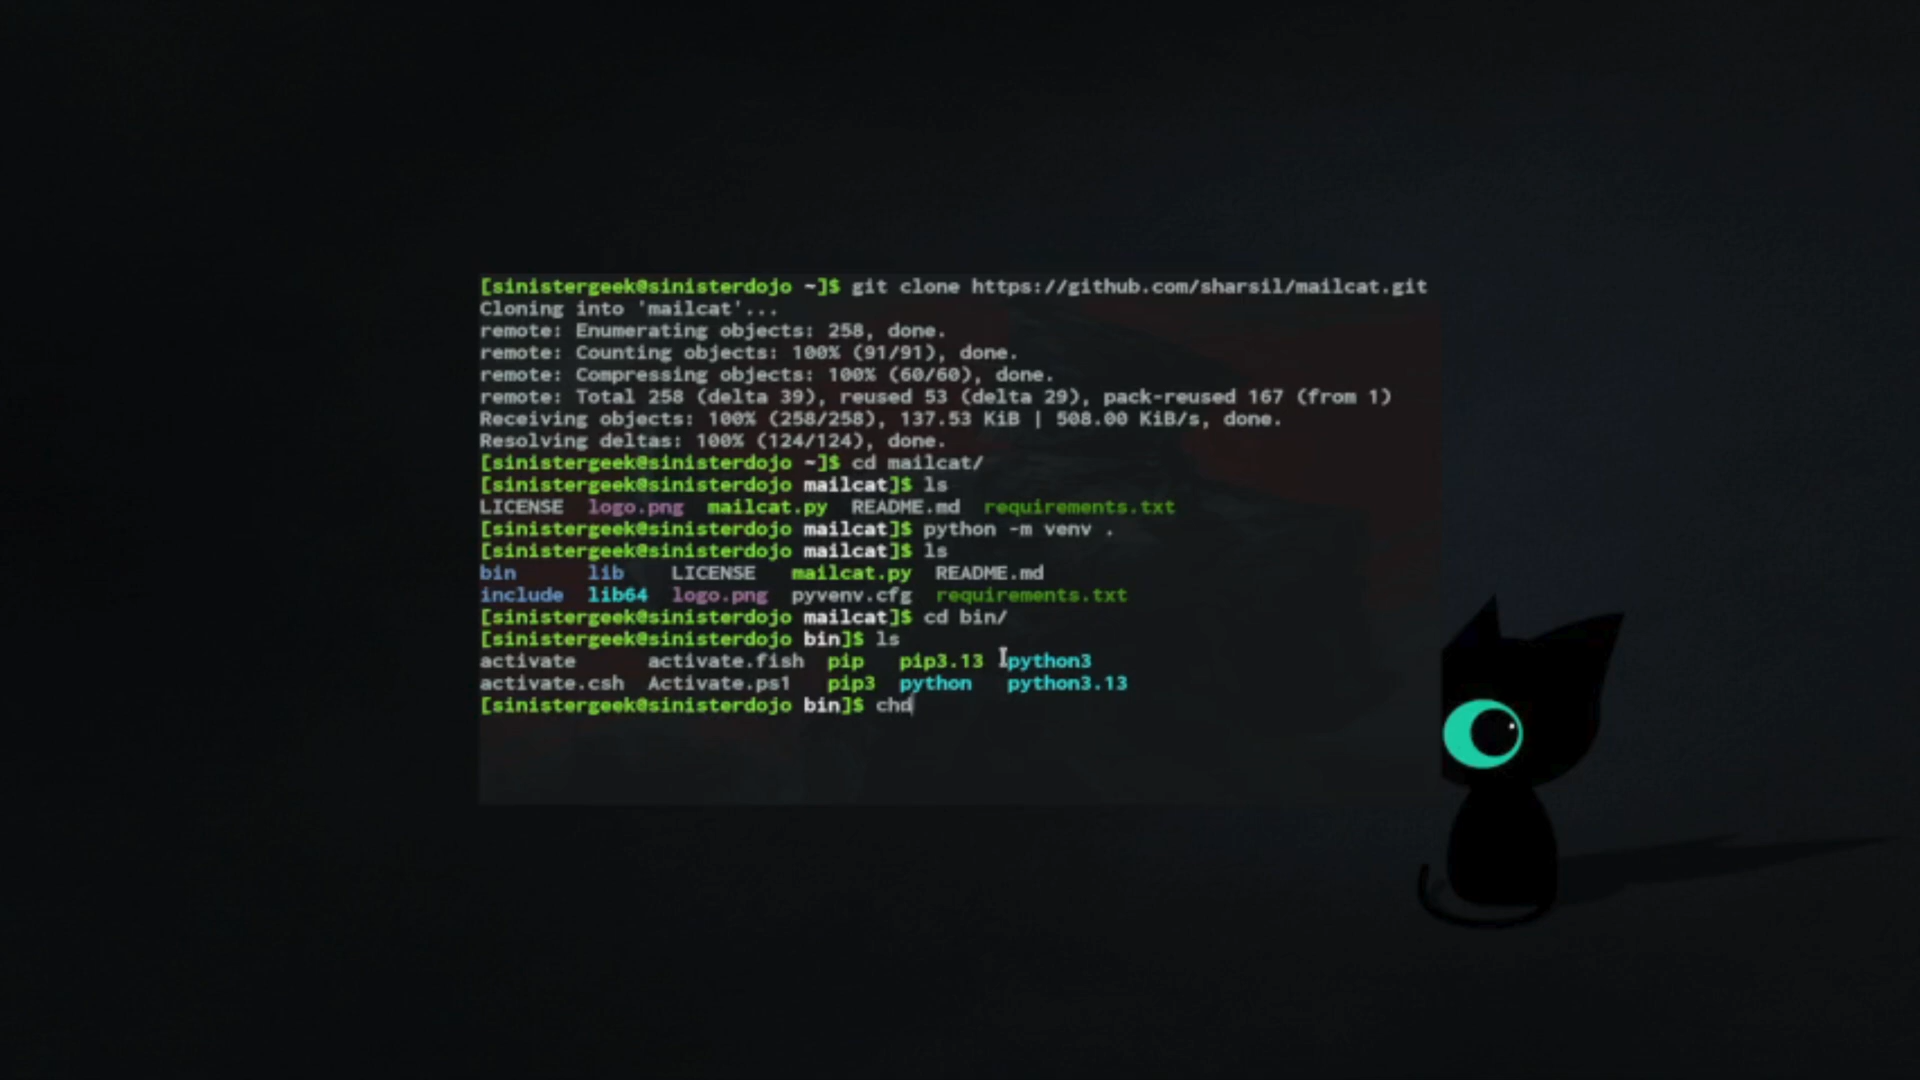 [sinistergeek@sinisterdojo ~]$ git clone https://github.com/sharsil/mailcat.git
Cloning into 'mailcat'...
remote: Enumerating objects: 258, done.
remote: Counting objects: 100% (91/91), done.
remote: Compressing objects: 100% (60/60), done.
remote: Total 258 (delta 39), reused 53 (delta 29), pack-reused 167 (from 1)
Receiving objects: 100% (258/258), 137.53 KiB | 508.00 KiB/s, done.
Resolving deltas: 100% (124/124), done.
[sinistergeek@sinisterdojo ~]$ cd mailcat/
[sinistergeek@sinisterdojo mailcat]$ ls
LICENSE  logo.png  mailcat.py  README.md  requirements.txt
[sinistergeek@sinisterdojo mailcat]$ python -m venv .
[sinistergeek@sinisterdojo mailcat]$ ls
bin      lib    LICENSE   mailcat.py  README.md
include  lib64  logo.png  pyvenv.cfg  requirements.txt
[sinistergeek@sinisterdojo mailcat]$ cd bin/
[sinistergeek@sinisterdojo bin]$ ls
activate      activate.fish  pip   pip3.13  python3
activate.csh  Activate.ps1   pip3  python   python3.13
[sinistergeek@sinisterdojo bin]$ chd